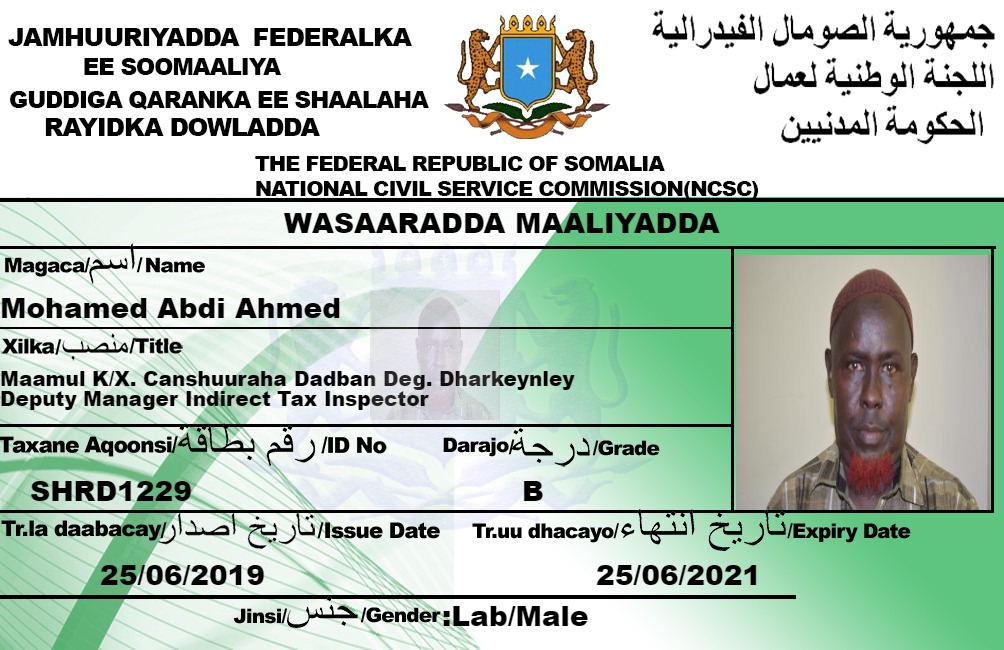 JAMHUURIYADDA FEDERALKA
EE SOOMAALIYA
GUDDIGA QARANKA EE SHAALAHA
RAYIDKA DOWLADDA
جمهورية الصومال الفيدرالية
اللجنة الوطنية لعمال
الحكومة المدنيين
THE FEDERAL REPUBLIC OF SOMALIA
NATIONAL CIVIL SERVICE COMMISSION(NCSC)
WASAARADDA MAALIYADDA
Magaca/اسم/Name
Mohamed Abdi Ahmed
Xilka/منصب/Title
Maamul K/X. Canshuuraha Dadban Deg. Dharkeynley
Deputy Manager Indirect Tax Inspector
Taxane Aqoonsi/رقم بطاقة/ID No Darajo/درجة/Grade
SHRD1229 B
Tr.la daabacay/تاريخ اصدار/Issue Date Tr.uu dhacayo/تاريخ انتهاء/Expiry Date
25/06/2019 25/06/2021
Jinsi/جنس/Gender:Lab/Male